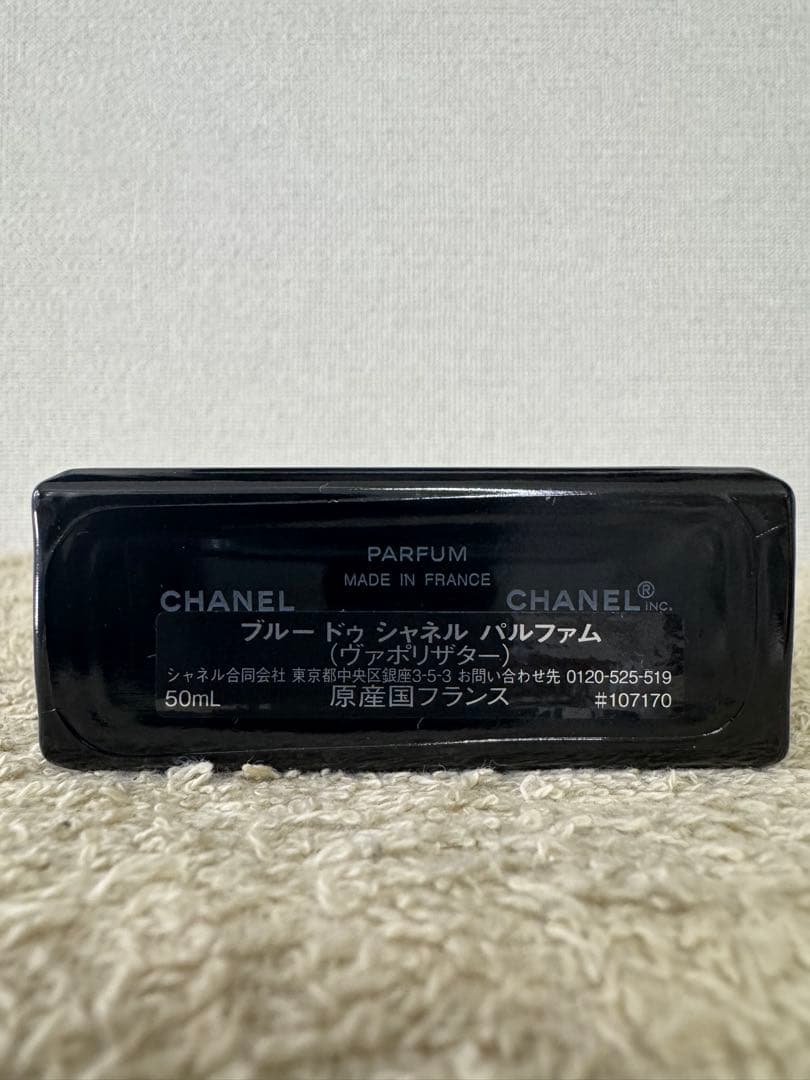 PARFUM
MADE IN FRANCE
CHANEL CHANEL® INC.
ブルー ドゥ シャネル パルファム
(ヴァポリザター)
シャネル合同会社 東京都中央区銀座3-5-3 お問い合わせ先 0120-525-519
50mL 原産国フランス #107170